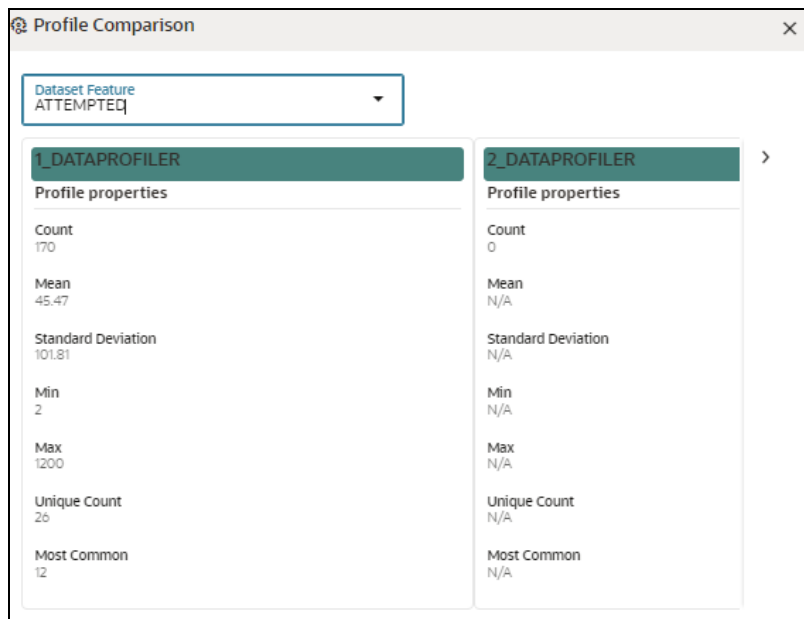 Profile Comparison
Dataset Feature
ATTEMPTED
1_DATAPROFILER
Profile properties
Count
170
Mean
45.47
Standard Deviation
101.81
Min
2
Max
1200
Unique Count
26
Most Common
12
2_DATAPROFILER
Profile properties
Count
0
Mean
N/A
Standard Deviation
N/A
Min
N/A
Max
N/A
Unique Count
N/A
Most Common
N/A